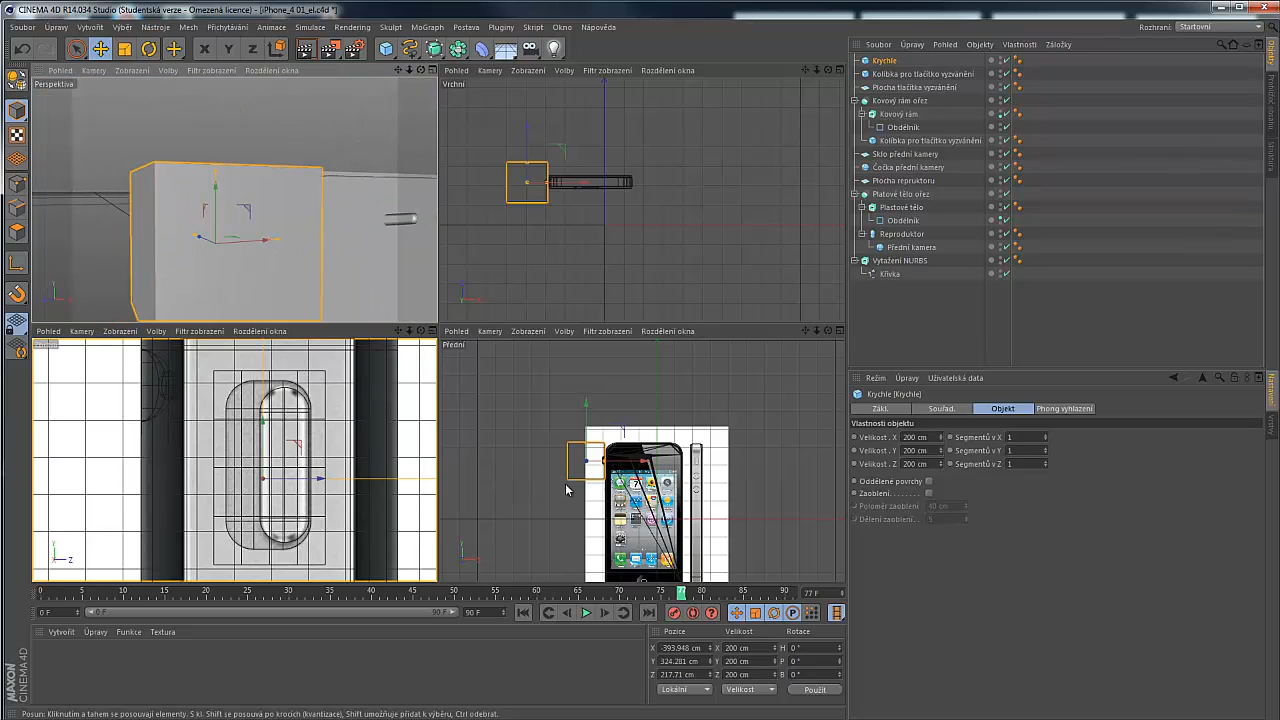 CINEMA 4D R14.034 Studio (Studentská verze - Omezená licence) - [iPhone_4 01_el.c4d *]
Soubor Úpravy Vytvořit Výběr Nástroje Mesh Přichytávání Animace Simulace Rendering Skulpt MoGraph Postava Pluginy Skript Okno Nápověda
Rozhraní: Startovní
Pohled Kamery Zobrazení Volby Filtr zobrazení Rozdělení okna
Perspektiva
Pohled Kamery Zobrazení Volby Filtr zobrazení Rozdělení okna
Vrchní
Pohled Kamery Zobrazení Volby Filtr zobrazení Rozdělení okna
Pohled Kamery Zobrazení Volby Filtr zobrazení Rozdělení okna
Přední
Soubor Úpravy Pohled Objekty Vlastnosti Záložky
Krychle
Kolíbka pro tlačítko vyzvánění
Plocha tlačítka vyzvánění
Kovový rám ořez
Kovový rám
Obdélník
Kolíbka pro tlačítko vyzvánění
Sklo přední kamery
Čočka přední kamery
Plocha repruktoru
Platové tělo ořez
Plastové tělo
Obdélník
Reproduktor
Přední kamera
Vytažení NURBS
Křivka
Objekty
Struktura
Režim Úpravy Uživatelská data
Krychle [Krychle]
Zákl. Souřad. Objekt Phong vyhlazení
Vlastnosti objektu
Velikost . X 200 cm Segmentů v X 1
Velikost . Y 200 cm Segmentů v Y 1
Velikost . Z 200 cm Segmentů v Z 1
Oddělené povrchy
Zaoblení. . . . . . . .
Poloměr zaoblení 40 cm
Dělení zaoblení. . 5
Nastavení
Vrstvy
0 5 10 15 20 25 30 35 40 45 50 55 60 65 70 75 77 80 85 90 77 F
0 F 0 F 90 F 90 F
Vytvořit Úpravy Funkce Textura
Pozice Velikost Rotace
X -393.948 cm X 200 cm H 0 °
Y 324.281 cm Y 200 cm P 0 °
Z 217.71 cm Z 200 cm B 0 °
Lokální Velikost Použít
MAXON
CINEMA 4D
Posun: Kliknutím a tahem se posouvají elementy. S kl. Shift se posouvá po krocích (kvantizace), Shift umožňuje přidat k výběru, Ctrl odebrat.